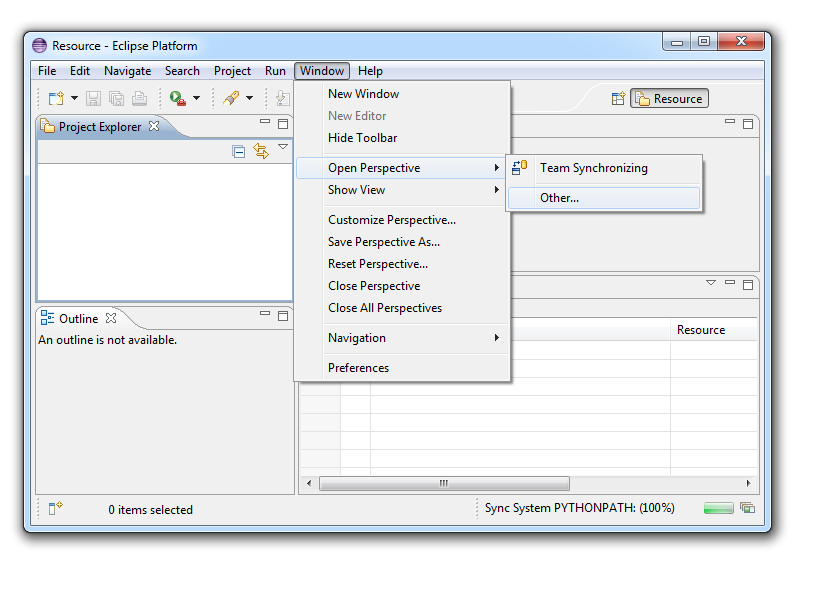 Resource - Eclipse Platform
File Edit Navigate Search Project Run Window Help
Resource
Project Explorer
New Window
New Editor
Hide Toolbar
Open Perspective
Show View
Customize Perspective...
Save Perspective As...
Reset Perspective...
Close Perspective
Close All Perspectives
Navigation
Preferences
Team Synchronizing
Other...
Outline
An outline is not available.
Resource
0 items selected
Sync System PYTHONPATH: (100%)